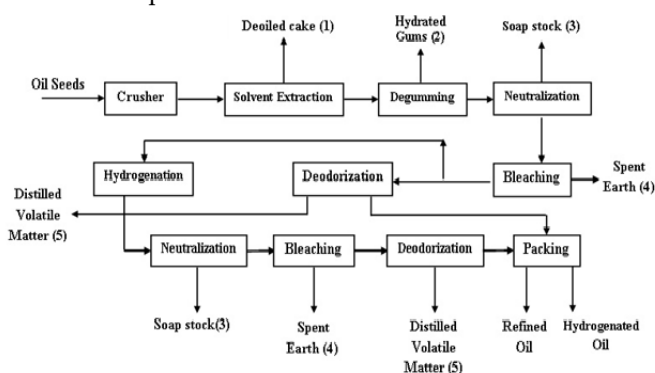 Deoiled cake (1)
Hydrated
Gums (2)
Soap stock (3)
Oil Seeds
Crusher
Solvent Extraction
Degumming
Neutralization
Hydrogenation
Deodorization
Bleaching
Spent
Earth (4)
Distilled
Volatile
Matter (5)
Neutralization
Bleaching
Deodorization
Packing
Soap stock(3)
Spent
Earth (4)
Distilled
Volatile
Matter (5)
Refined
Oil
Hydrogenated
Oil